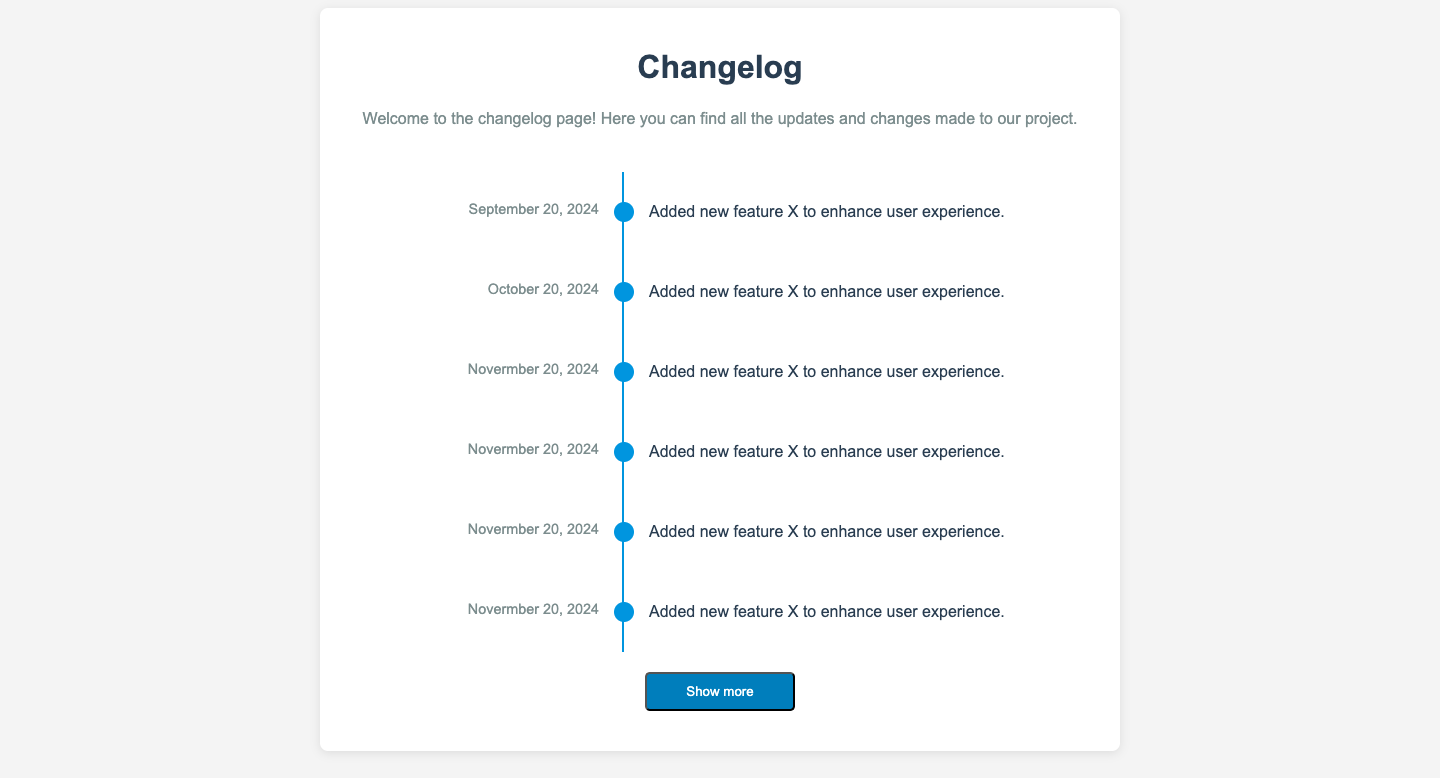 Changelog
Welcome to the changelog page! Here you can find all the updates and changes made to our project.
September 20, 2024 Added new feature X to enhance user experience.
October 20, 2024 Added new feature X to enhance user experience.
Novermber 20, 2024 Added new feature X to enhance user experience.
Novermber 20, 2024 Added new feature X to enhance user experience.
Novermber 20, 2024 Added new feature X to enhance user experience.
Novermber 20, 2024 Added new feature X to enhance user experience.
Show more